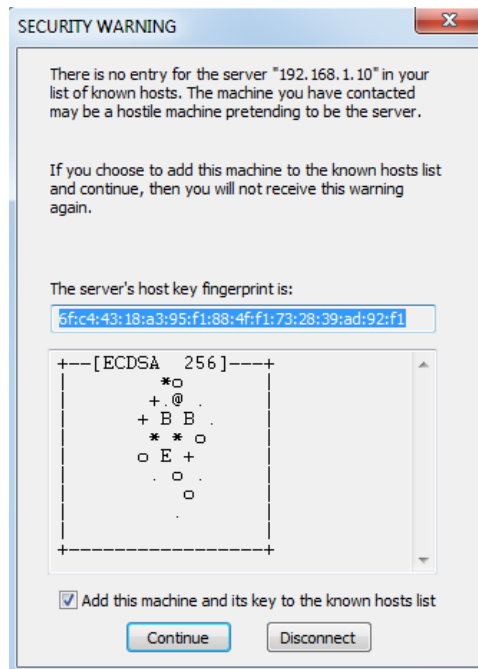 SECURITY WARNING
There is no entry for the server "192.168.1.10" in your
list of known hosts. The machine you have contacted
may be a hostile machine pretending to be the server.
If you choose to add this machine to the known hosts list
and continue, then you will not receive this warning
again.
The server's host key fingerprint is:
6f:c4:43:18:a3:95:f1:88:4f:f1:73:28:39:ad:92:f1
+--[ECDSA  256]---+
|       *o        |
|      +.@ .      |
|     + B B .     |
|      * * o      |
|     o E +       |
|      . o .      |
|         o       |
|        .        |
|                 |
+-----------------+
Add this machine and its key to the known hosts list
Continue Disconnect